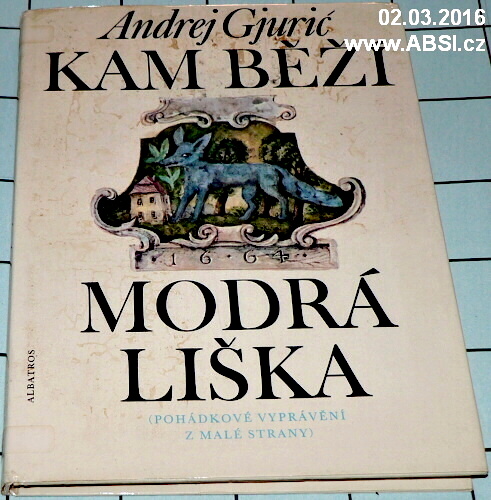 02.03.2016
www.ABSI.cz
Andrej Gjurić
KAM BĚŽÍ
1664
MODRÁ
LIŠKA
(POHÁDKOVÉ VYPRÁVĚNÍ
Z MALÉ STRANY)
ALBATROS